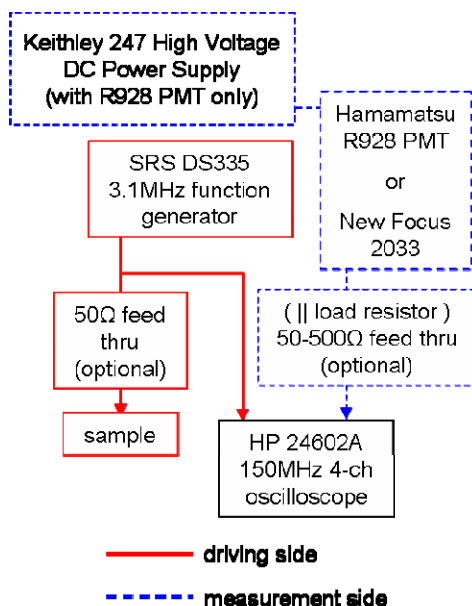 Keithley 247 High Voltage
DC Power Supply
(with R928 PMT only)
Hamamatsu
R928 PMT
or
New Focus
2033
SRS DS335
3.1MHz function
generator
50Ω feed
thru
(optional)
( || load resistor )
50-500Ω feed thru
(optional)
sample
HP 24602A
150MHz 4-ch
oscilloscope
driving side
measurement side